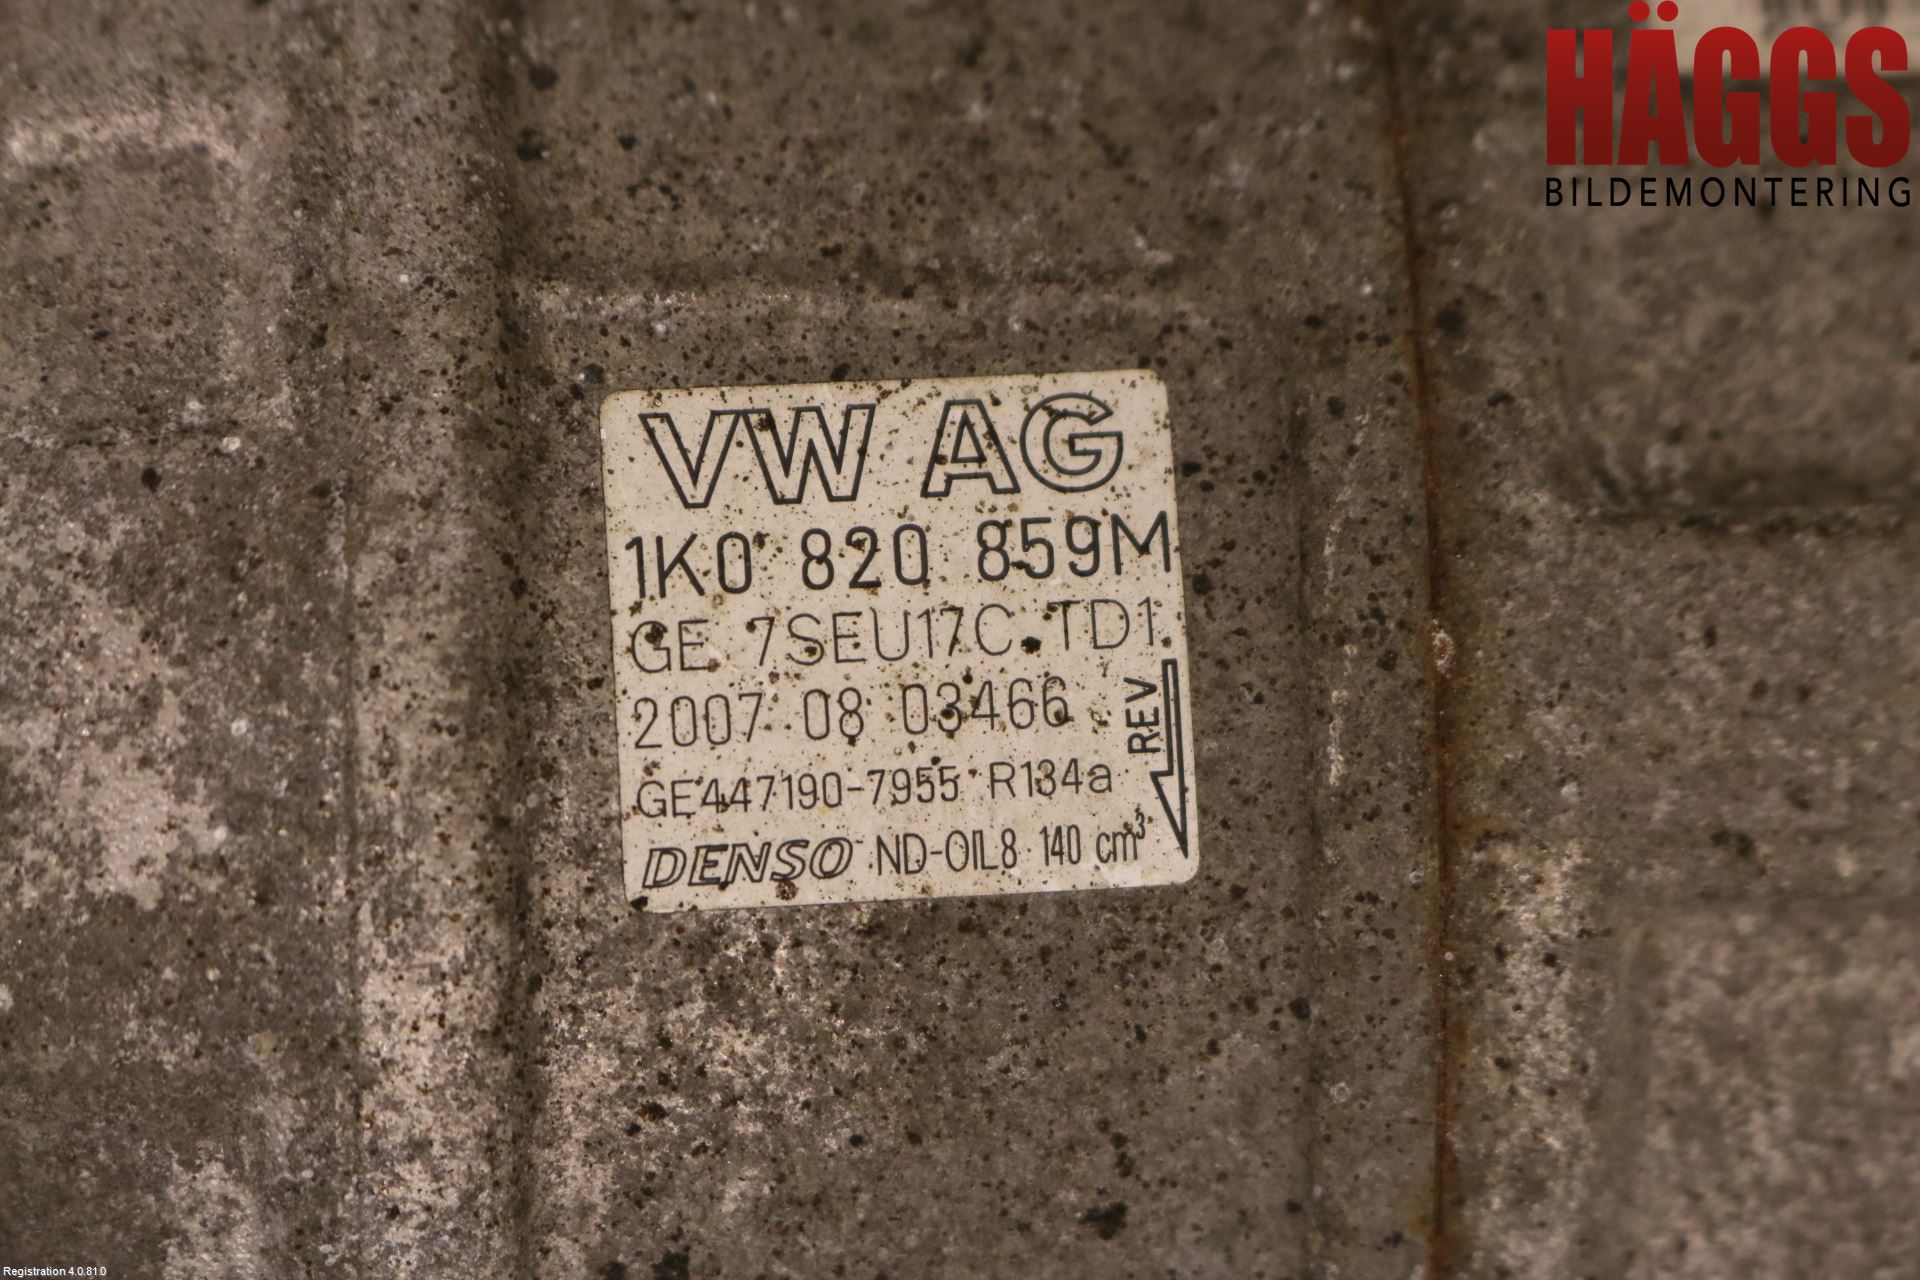 HÄGGS
BILDEMONTERING
VW AG
1K0 820 859M
GE 7SEU17C TD1
2007 08 03466
REV
GE447190-7955 R134a
DENSO ND-OIL8 140 cm³
Registration 4.0.81.0